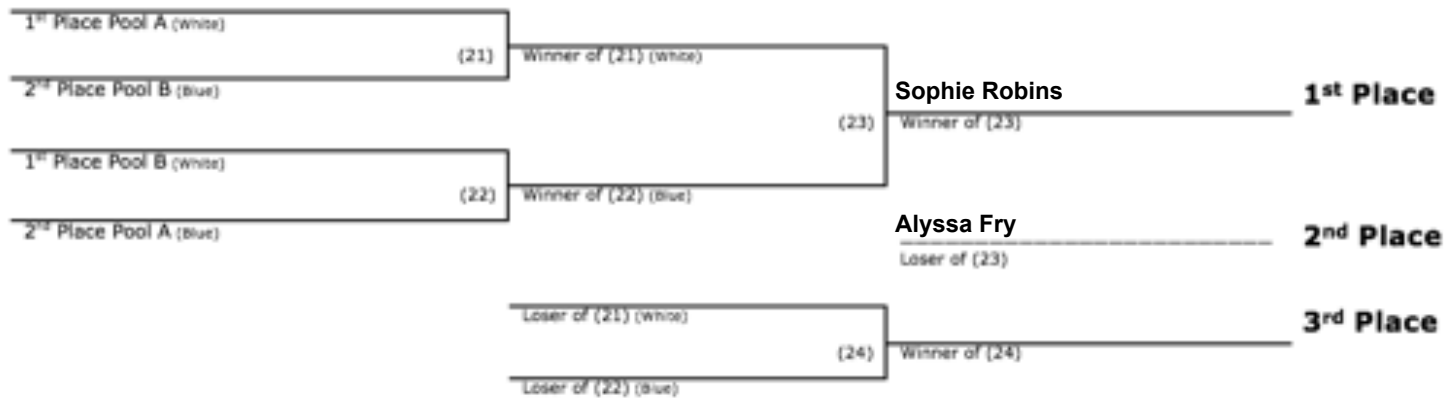 1st Place Pool A (White)
(21)
2nd Place Pool B (Blue)
Winner of (21) (White)
1st Place Pool B (White)
(22)
2nd Place Pool A (Blue)
Winner of (22) (Blue)
(23)
Sophie Robins
Winner of (23)
1st Place
Alyssa Fry
Loser of (23)
2nd Place
Loser of (21) (White)
(24)
Loser of (22) (Blue)
Winner of (24)
3rd Place